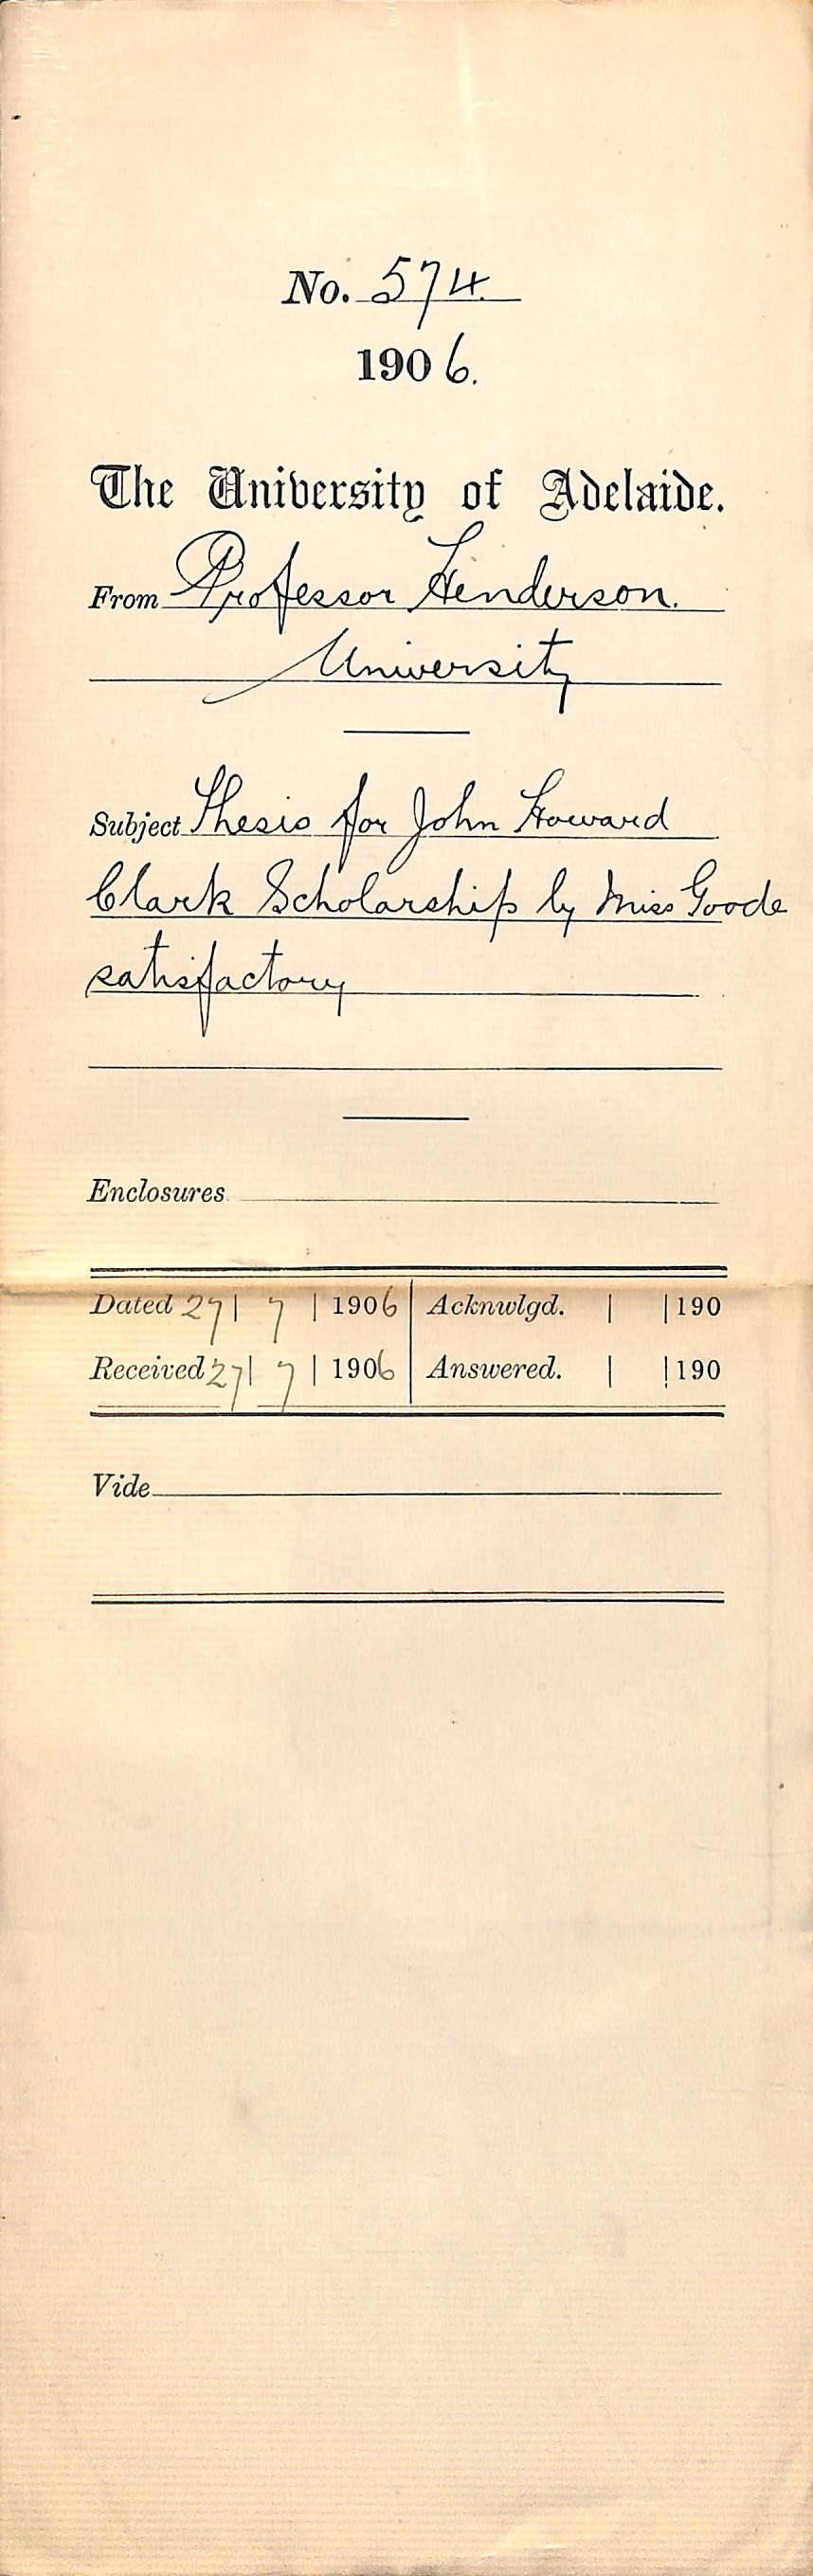 No. 574.
1906.
The University of Adelaide.
From Professor Henderson.
University
Subject Thesis for John Howard
Clark Scholarship by Miss Goode
satisfactory
Enclosures
Dated 27 | 7 | 1906 Acknwlgd. | | 190
Received 27 | 7 | 1906 Answered. | | 190
Vide